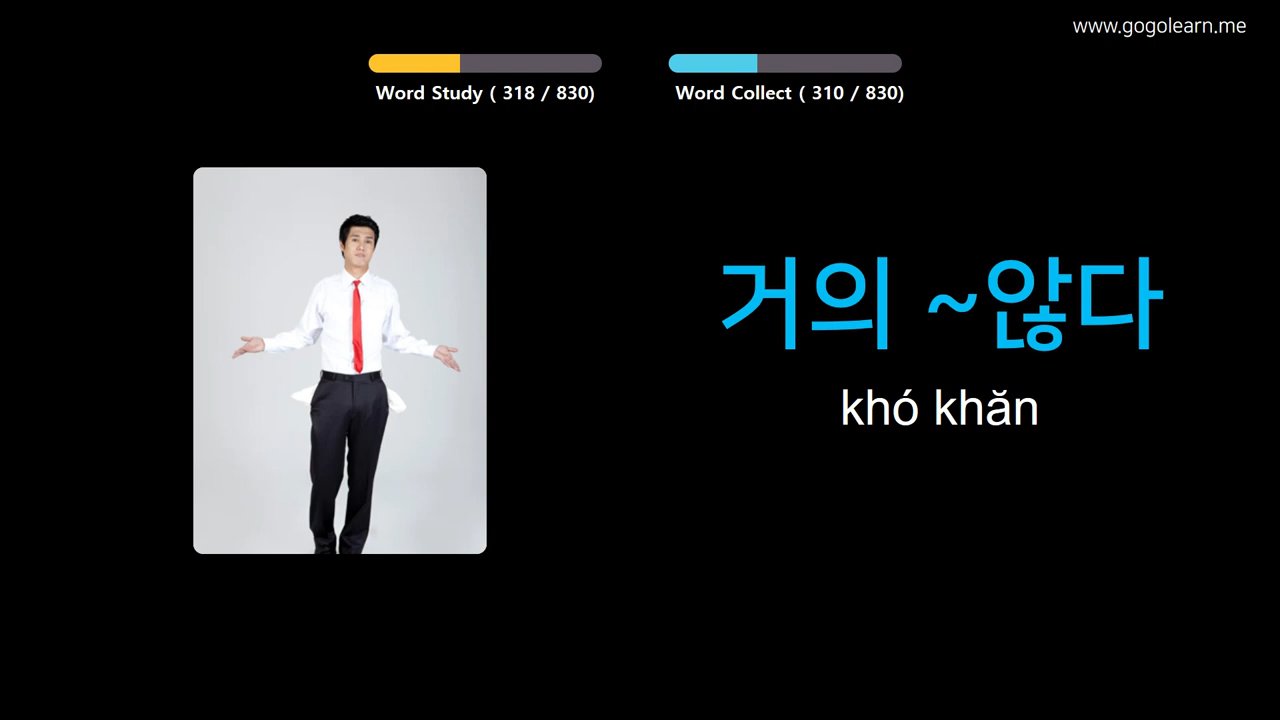 www.gogolearn.me
Word Study ( 318 / 830)
Word Collect ( 310 / 830)
거의 ~않다
khó khăn